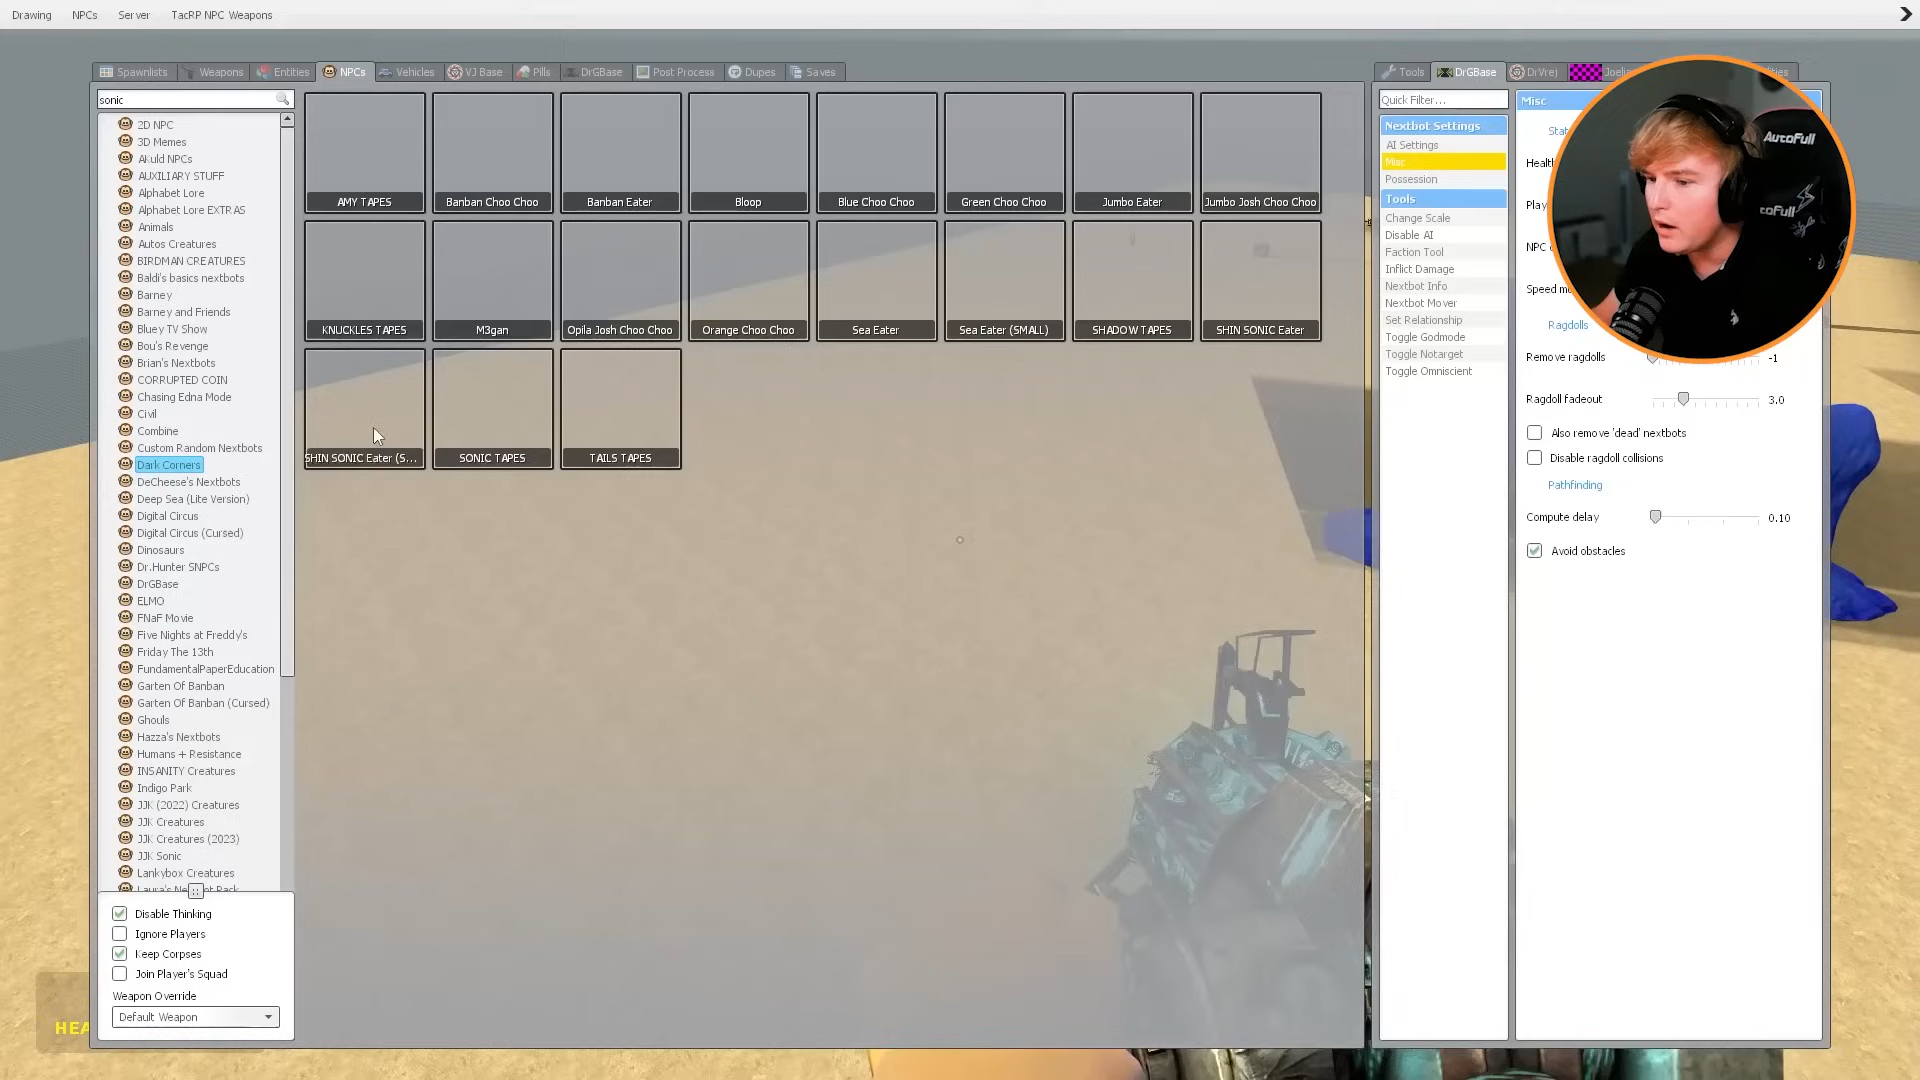 Drawing NPCs Server TacRP NPC Weapons
Spawnlists Weapons Entities NPCs Vehicles VJ Base Pills DrGBase Post Process Dupes Saves
Tools DrGBase DrVrej
sonic
2D NPC
3D Memes
AKuld NPCs
AUXILIARY STUFF
Alphabet Lore
Alphabet Lore EXTRAS
Animals
Autos Creatures
BIRDMAN CREATURES
Baldi's basics nextbots
Barney
Barney and Friends
Bluey TV Show
Bou's Revenge
Brian's Nextbots
CORRUPTED COIN
Chasing Edna Mode
Civil
Combine
Custom Random Nextbots
Dark Corners
DeCheese's Nextbots
Deep Sea (Lite Version)
Digital Circus
Digital Circus (Cursed)
Dinosaurs
Dr.Hunter SNPCs
DrGBase
ELMO
FNaF Movie
Five Nights at Freddy's
Friday The 13th
FundamentalPaperEducation
Garten Of Banban
Garten Of Banban (Cursed)
Ghouls
Hazza's Nextbots
Humans + Resistance
INSANITY Creatures
Indigo Park
JJK (2022) Creatures
JJK Creatures
JJK Creatures (2023)
JJK Sonic
Lankybox Creatures
Disable Thinking
Ignore Players
Keep Corpses
Join Player's Squad
Weapon Override
Default Weapon
AMY TAPES Banban Choo Choo Banban Eater Bloop Blue Choo Choo Green Choo Choo Jumbo Eater Jumbo Josh Choo Choo
KNUCKLES TAPES M3gan Opila Josh Choo Choo Orange Choo Choo Sea Eater Sea Eater (SMALL) SHADOW TAPES SHIN SONIC Eater
SHIN SONIC Eater (S... SONIC TAPES TAILS TAPES
Quick Filter...
Nextbot Settings
AI Settings
Misc
Possession
Tools
Change Scale
Disable AI
Faction Tool
Inflict Damage
Nextbot Info
Nextbot Mover
Set Relationship
Toggle Godmode
Toggle Notarget
Toggle Omniscient
Misc
NPC
Ragdolls
Remove ragdolls -1
Ragdoll fadeout 3.0
Also remove 'dead' nextbots
Disable ragdoll collisions
Pathfinding
Compute delay 0.10
Avoid obstacles
AutoFull